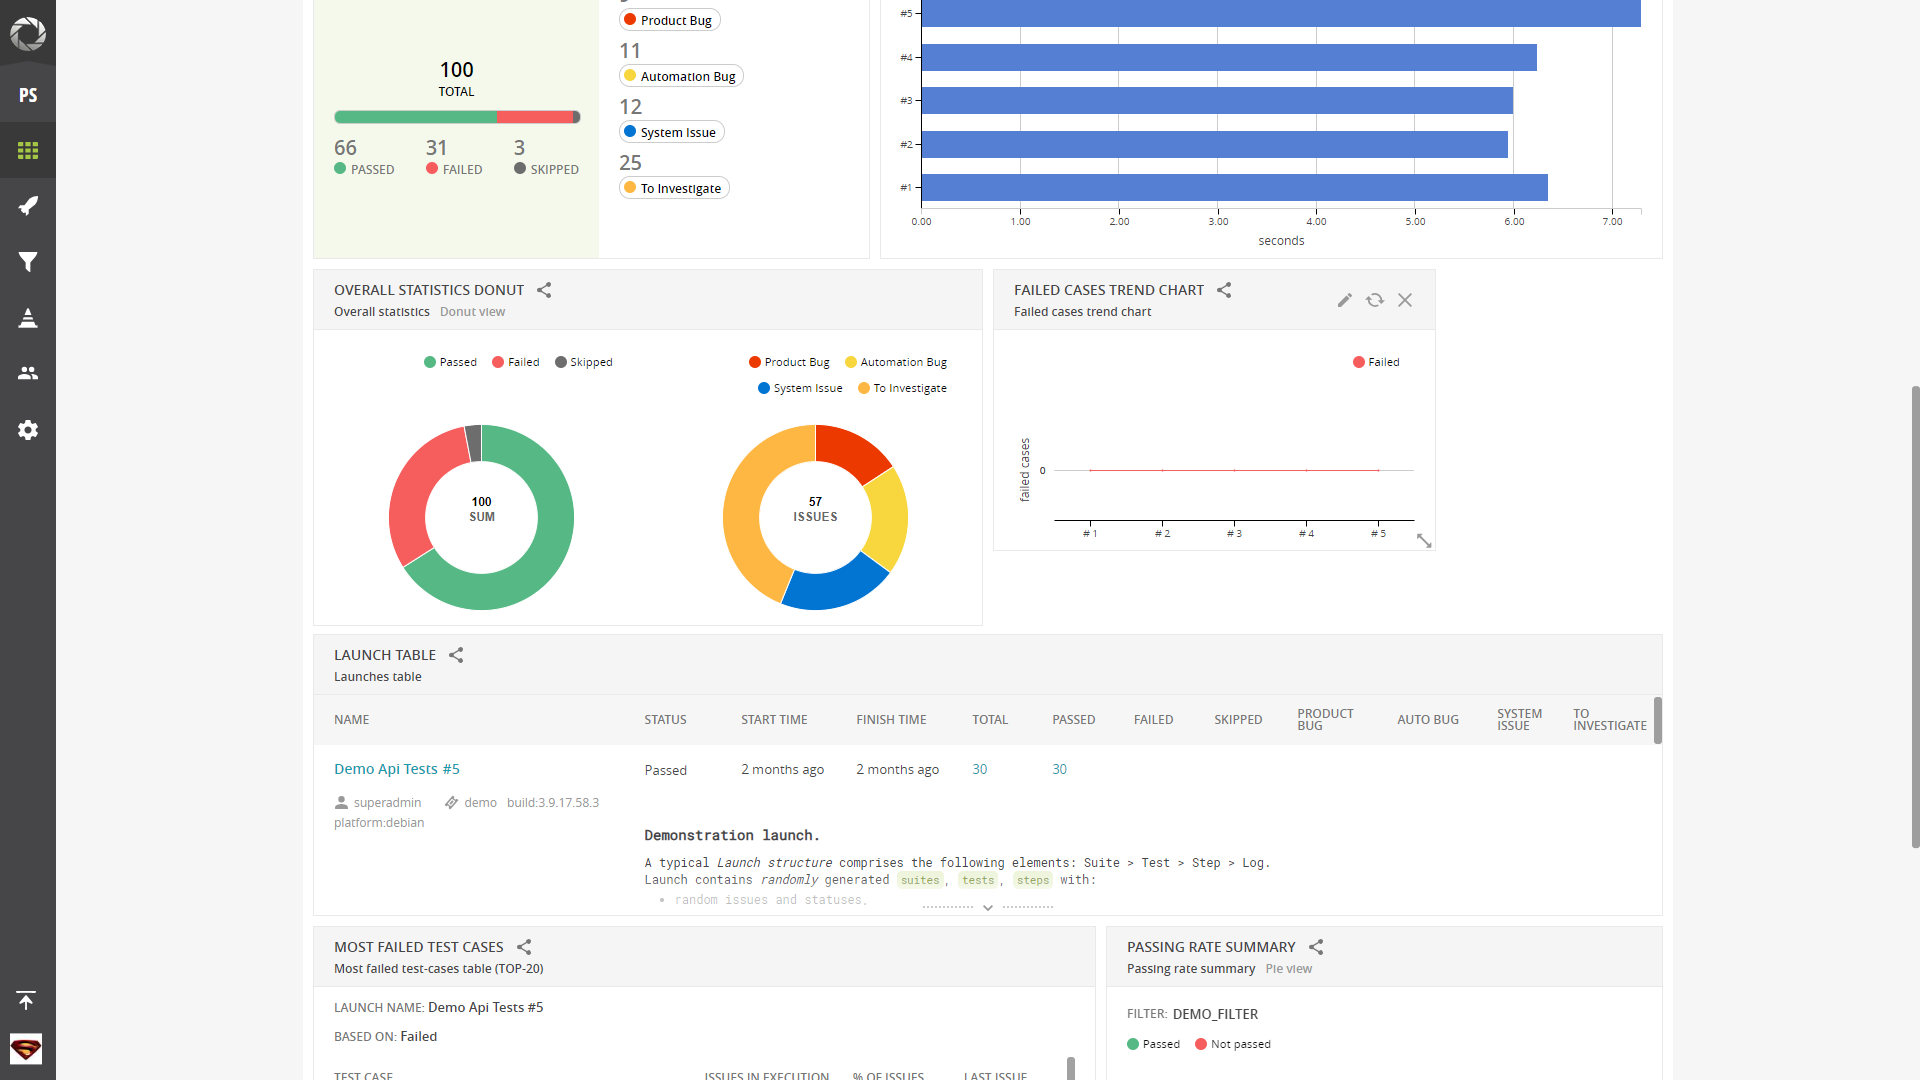 PS
100
TOTAL
66
31
3
PASSED
FAILED
SKIPPED
Product Bug
11
Automation Bug
12
System Issue
25
To Investigate
#5
#4
#3
#2
#1
0.00
1.00
2.00
3.00
4.00
5.00
6.00
7.00
seconds
OVERALL STATISTICS DONUT
Overall statistics Donut view
Passed
Failed
Skipped
100
SUM
Product Bug
Automation Bug
System Issue
To Investigate
57
ISSUES
FAILED CASES TREND CHART
Failed cases trend chart
Failed
failed cases
0
# 1
# 2
# 3
# 4
# 5
LAUNCH TABLE
Launches table
NAME
STATUS
START TIME
FINISH TIME
TOTAL
PASSED
FAILED
SKIPPED
PRODUCT
BUG
AUTO BUG
SYSTEM
ISSUE
TO
INVESTIGATE
Demo Api Tests #5
Passed
2 months ago
2 months ago
30
30
superadmin demo build:3.9.17.58.3
platform:debian
Demonstration launch.
A typical Launch structure comprises the following elements: Suite > Test > Step > Log.
Launch contains randomly generated suites, tests, steps with:
• random issues and statuses,
MOST FAILED TEST CASES
Most failed test-cases table (TOP-20)
LAUNCH NAME: Demo Api Tests #5
BASED ON: Failed
TEST CASE
ISSUES IN EXECUTION
% OF ISSUES
LAST ISSUE
PASSING RATE SUMMARY
Passing rate summary Pie view
FILTER: DEMO_FILTER
Passed
Not passed